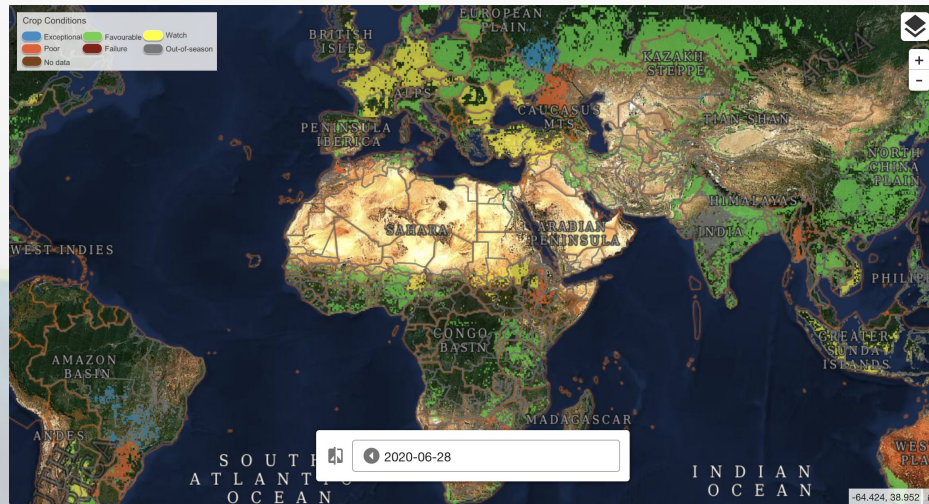 Crop Conditions
Exceptional
Favourable
Watch
Poor
Failure
Out-of-season
No data
EUROPEAN
PLAIN
BRITISH
ISLES
KAZAKH
STEPPE
ALPS
CAUCASUS
MTS.
TIAN SHAN
PENINSULA
IBERICA
NORTH
CHINA
PLAIN
HIMALAYAS
SAHARA
ARABIAN
PENINSULA
INDIA
WEST INDIES
PHILIP
CONGO
BASIN
GREATER
SUNDA
ISLANDS
AMAZON
BASIN
MADAGASCAR
ANDES
WES
PLA
SOUTH
ATLANTIC
OCEAN
2020-06-28
INDIAN
OCEAN
+
-
-64.424, 38.952